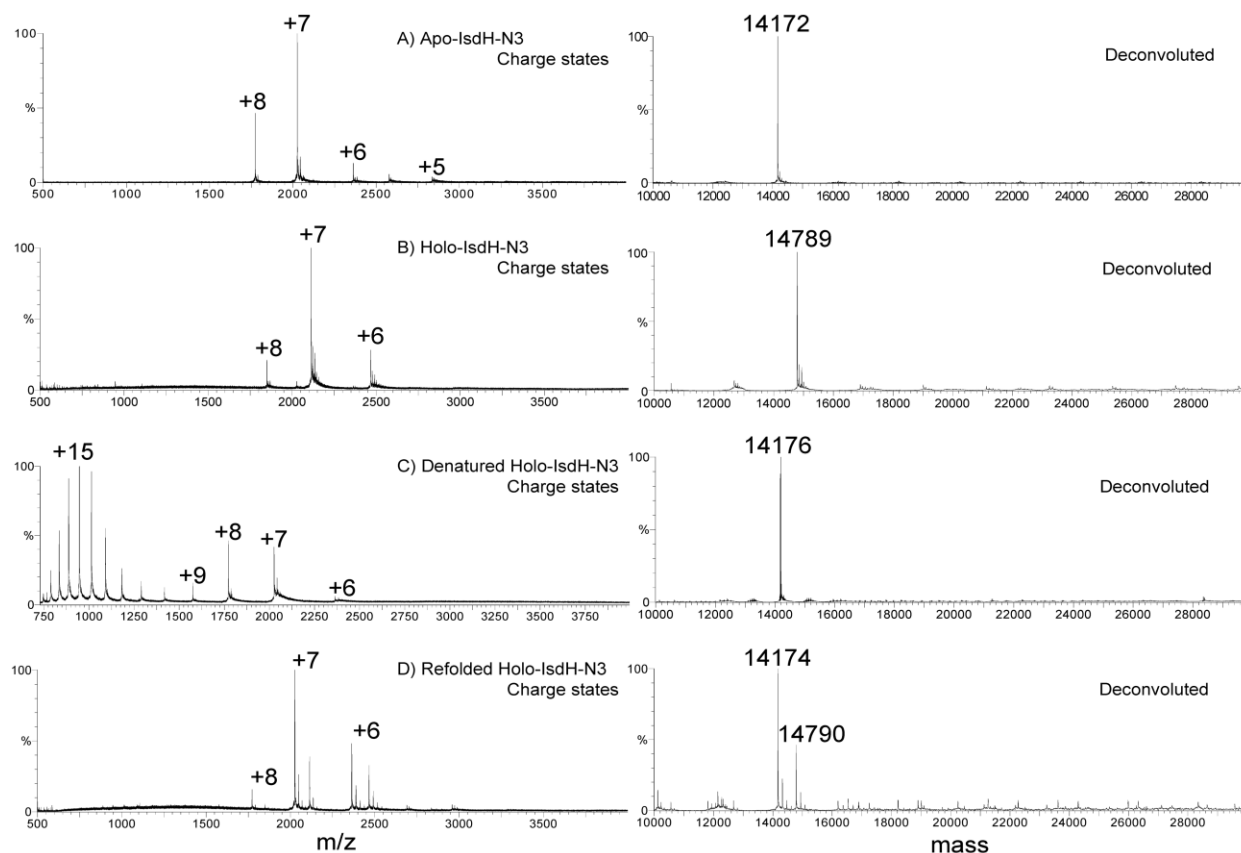 +7
14172
100
A) Apo-IsdH-N3
Charge states
100
Deconvoluted
+8
%
%
+6
+5
0
0
500 1000 1500 2000 2500 3000 3500
10000 12000 14000 16000 18000 20000 22000 24000 26000 28000
+7
14789
100
B) Holo-IsdH-N3
Charge states
100
Deconvoluted
%
%
+8
+6
0
0
500 1000 1500 2000 2500 3000 3500
10000 12000 14000 16000 18000 20000 22000 24000 26000 28000
+15
14176
100
C) Denatured Holo-IsdH-N3
Charge states
100
Deconvoluted
%
%
+8
+7
+9
+6
0
0
725 1000 1250 1500 1750 2000 2250 2500 2750 3000 3250 3500 3750
10000 12000 14000 16000 18000 20000 22000 24000 26000 28000
+7
14174
100
D) Refolded Holo-IsdH-N3
Charge states
100
Deconvoluted
+6
14790
%
%
+8
0
0
500 1000 1500 2000 2500 3000 3500
10000 12000 14000 16000 18000 20000 22000 24000 26000 28000
m/z
mass